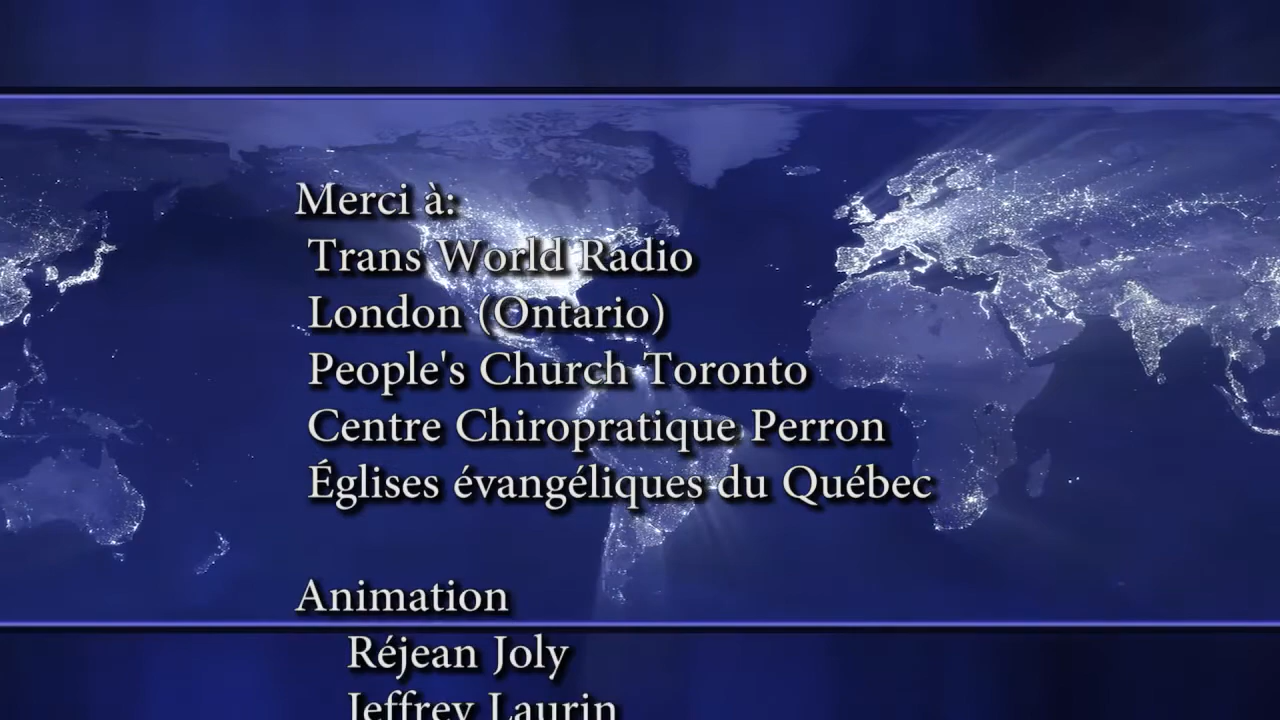 Merci à:
Trans World Radio
London (Ontario)
People's Church Toronto
Centre Chiropratique Perron
Églises évangéliques du Québec
Animation
Réjean Joly
Jeffrey Laurin